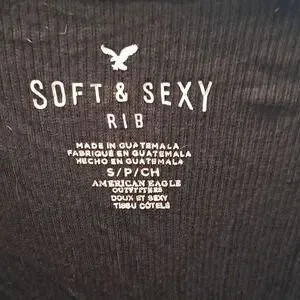 SOFT & SEXY
RIB
MADE IN GUATEMALA
FABRIQUÉ EN GUATEMALA
HECHO EN GUATEMALA
S/P/CH
AMERICAN EAGLE
OUTFITTERS
DOUX ET SEXY
TISSU CÔTELÉ